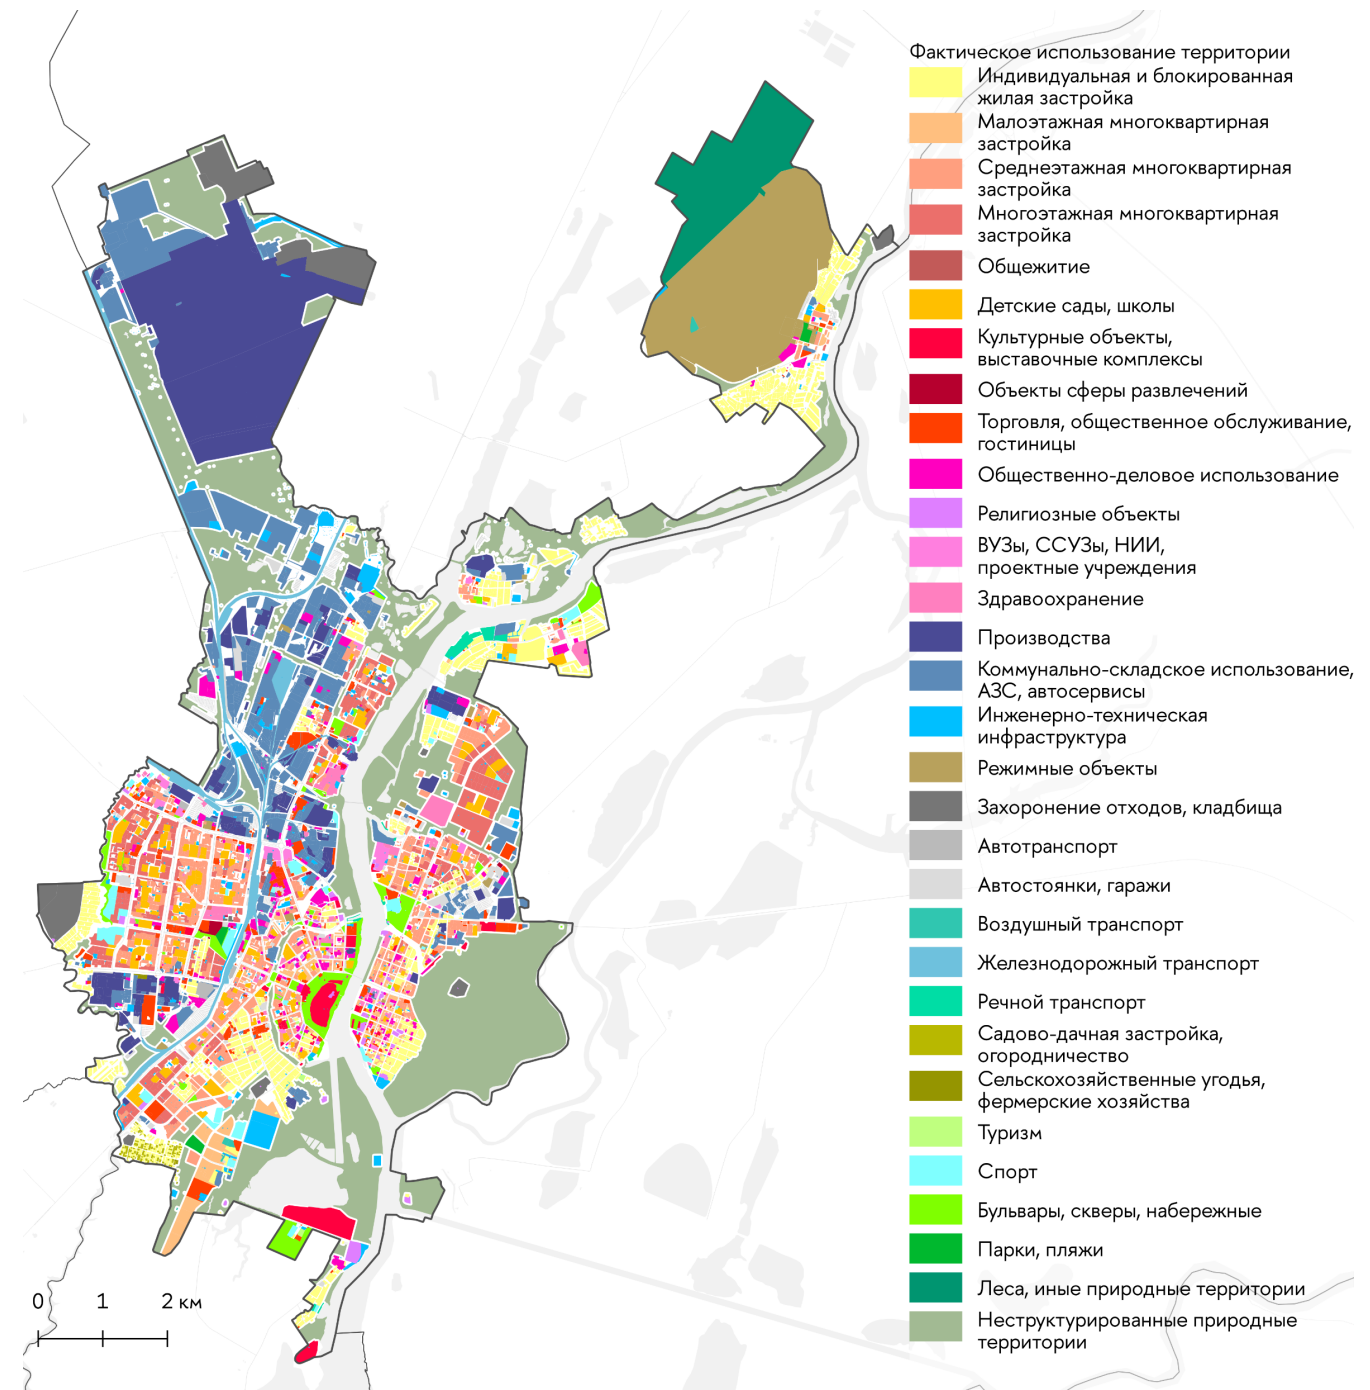 Фактическое использование территории
Индивидуальная и блокированная
жилая застройка
Малоэтажная многоквартирная
застройка
Среднеэтажная многоквартирная
застройка
Многоэтажная многоквартирная
застройка
Общежитие
Детские сады, школы
Культурные объекты,
выставочные комплексы
Объекты сферы развлечений
Торговля, общественное обслуживание,
гостиницы
Общественно-деловое использование
Религиозные объекты
ВУЗы, ССУЗы, НИИ,
проектные учреждения
Здравоохранение
Производства
Коммунально-складское использование,
АЗС, автосервисы
Инженерно-техническая
инфраструктура
Режимные объекты
Захоронение отходов, кладбища
Автотранспорт
Автостоянки, гаражи
Воздушный транспорт
Железнодорожный транспорт
Речной транспорт
Садово-дачная застройка,
огородничество
Сельскохозяйственные угодья,
фермерские хозяйства
Туризм
Спорт
Бульвары, скверы, набережные
Парки, пляжи
Леса, иные природные территории
Неструктурированные природные
территории
0 1 2 км